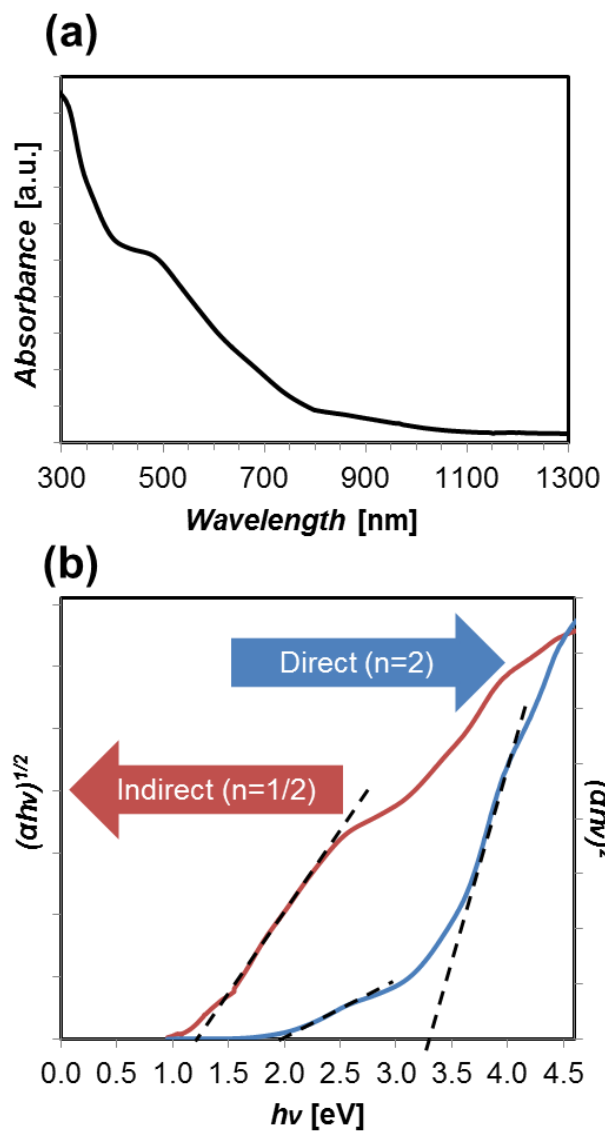 (a)
Absorbance [a.u.]
300 500 700 900 1100 1300
Wavelength [nm]
(b)
Direct (n=2)
Indirect (n=1/2)
(αhν)1/2
0.0 0.5 1.0 1.5 2.0 2.5 3.0 3.5 4.0 4.5
hν [eV]